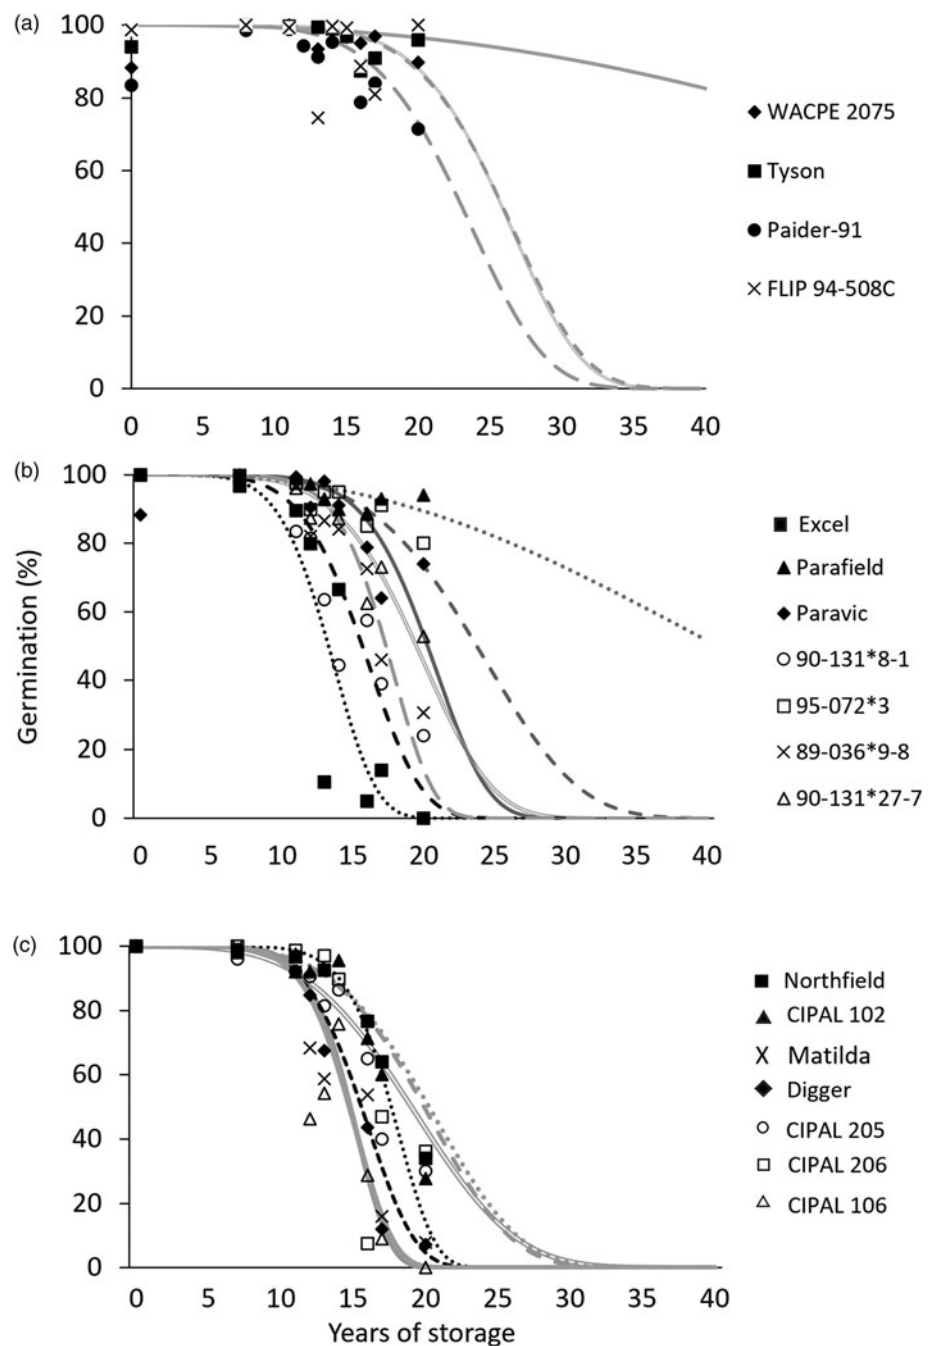 (a)
100
80
60
40
20
0
0 5 10 15 20 25 30 35 40
WACPE 2075
Tyson
Paider-91
FLIP 94-508C
(b)
Germination (%)
100
80
60
40
20
0
0 5 10 15 20 25 30 35 40
Excel
Parafield
Paravic
90-131*8-1
95-072*3
89-036*9-8
90-131*27-7
(c)
100
80
60
40
20
0
0 5 10 15 20 25 30 35 40
Years of storage
Northfield
CIPAL 102
Matilda
Digger
CIPAL 205
CIPAL 206
CIPAL 106